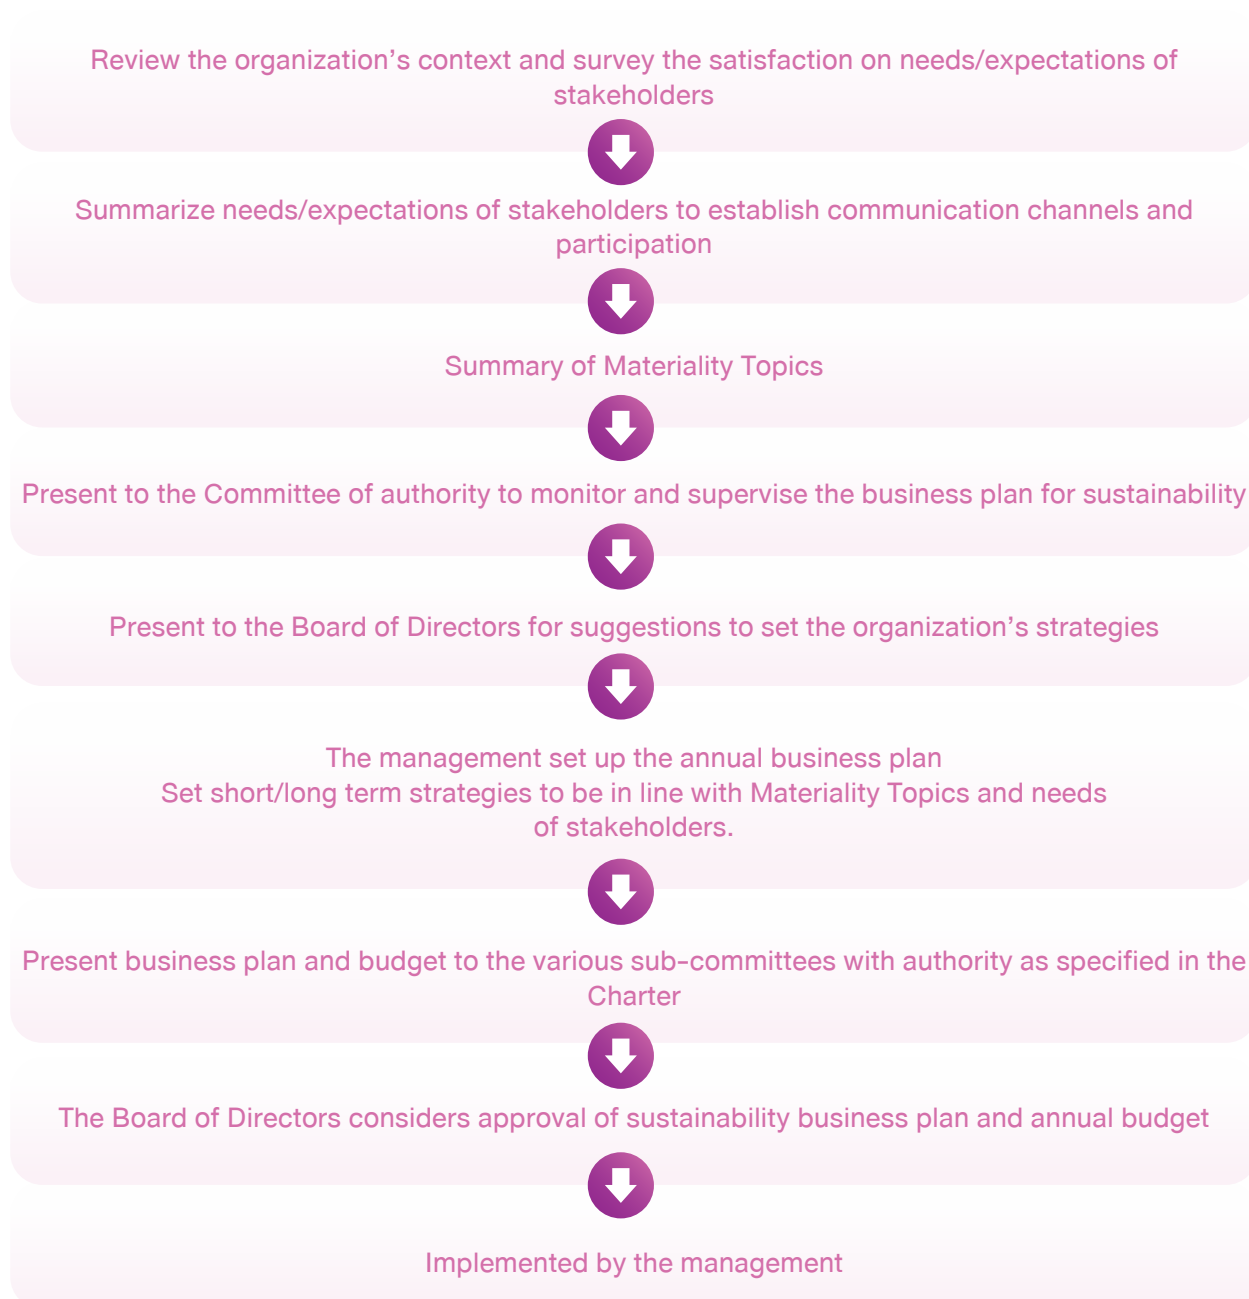 Review the organization’s context and survey the satisfaction on needs/expectations of
stakeholders
Summarize needs/expectations of stakeholders to establish communication channels and
participation
Summary of Materiality Topics
Present to the Committee of authority to monitor and supervise the business plan for sustainability
Present to the Board of Directors for suggestions to set the organization’s strategies
The management set up the annual business plan
Set short/long term strategies to be in line with Materiality Topics and needs
of stakeholders.
Present business plan and budget to the various sub-committees with authority as specified in the
Charter
The Board of Directors considers approval of sustainability business plan and annual budget
Implemented by the management